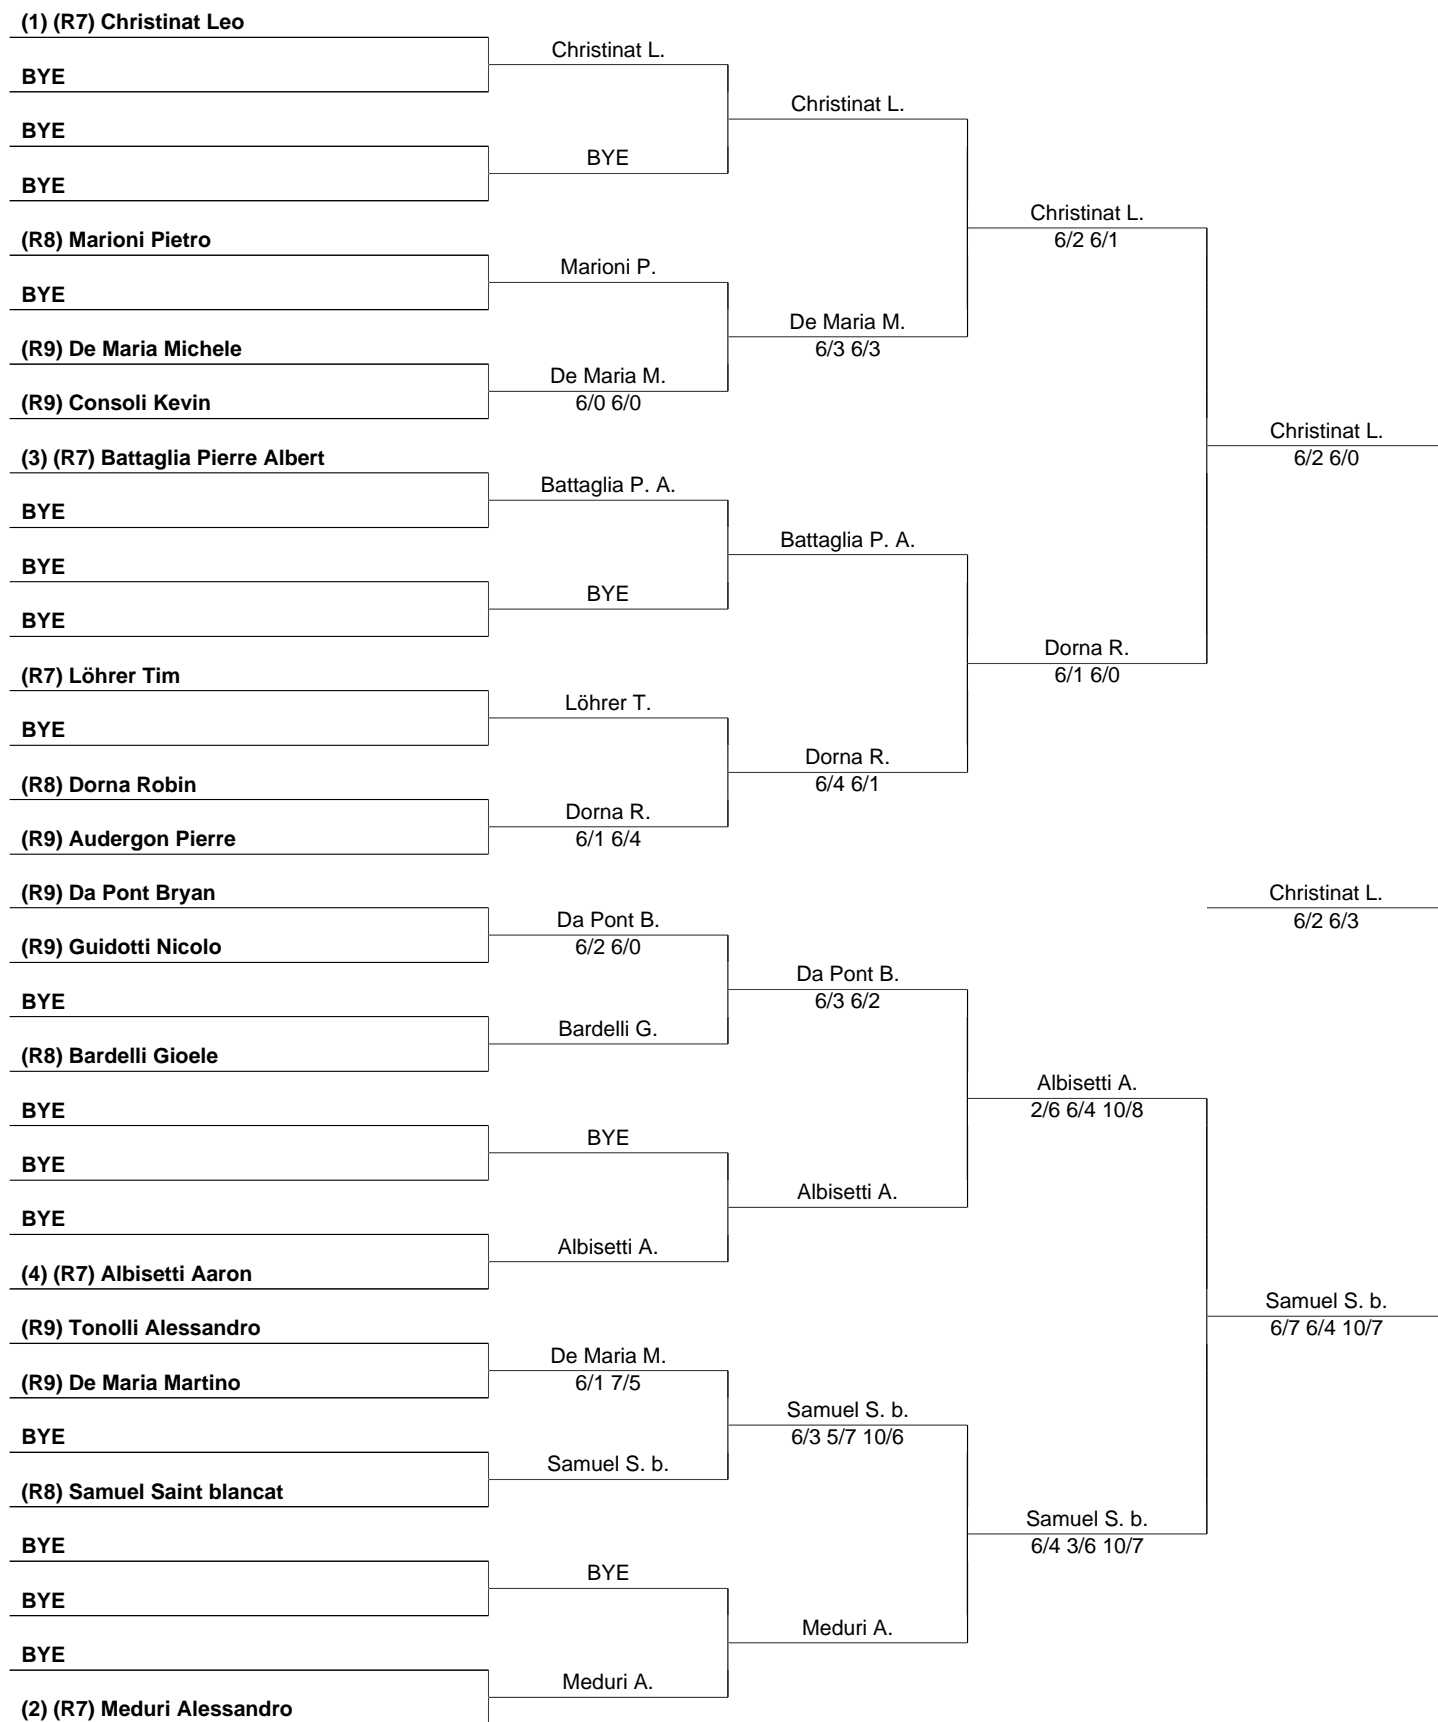 (1) (R7) Christinat Leo
BYE
BYE
BYE
(R8) Marioni Pietro
BYE
(R9) De Maria Michele
(R9) Consoli Kevin
(3) (R7) Battaglia Pierre Albert
BYE
BYE
BYE
(R7) Löhrer Tim
BYE
(R8) Dorna Robin
(R9) Audergon Pierre
(R9) Da Pont Bryan
(R9) Guidotti Nicolo
BYE
(R8) Bardelli Gioele
BYE
BYE
BYE
(4) (R7) Albisetti Aaron
(R9) Tonolli Alessandro
(R9) De Maria Martino
BYE
(R8) Samuel Saint blancat
BYE
BYE
BYE
(2) (R7) Meduri Alessandro
Christinat L.
BYE
Marioni P.
De Maria M.
6/0 6/0
Battaglia P. A.
BYE
Löhrer T.
Dorna R.
6/1 6/4
Da Pont B.
6/2 6/0
Bardelli G.
BYE
Albisetti A.
De Maria M.
6/1 7/5
Samuel S. b.
BYE
Meduri A.
Christinat L.
De Maria M.
6/3 6/3
Battaglia P. A.
Dorna R.
6/4 6/1
Da Pont B.
6/3 6/2
Albisetti A.
Samuel S. b.
6/3 5/7 10/6
Meduri A.
Christinat L.
6/2 6/1
Dorna R.
6/1 6/0
Albisetti A.
2/6 6/4 10/8
Samuel S. b.
6/4 3/6 10/7
Christinat L.
6/2 6/0
Christinat L.
6/2 6/3
Samuel S. b.
6/7 6/4 10/7